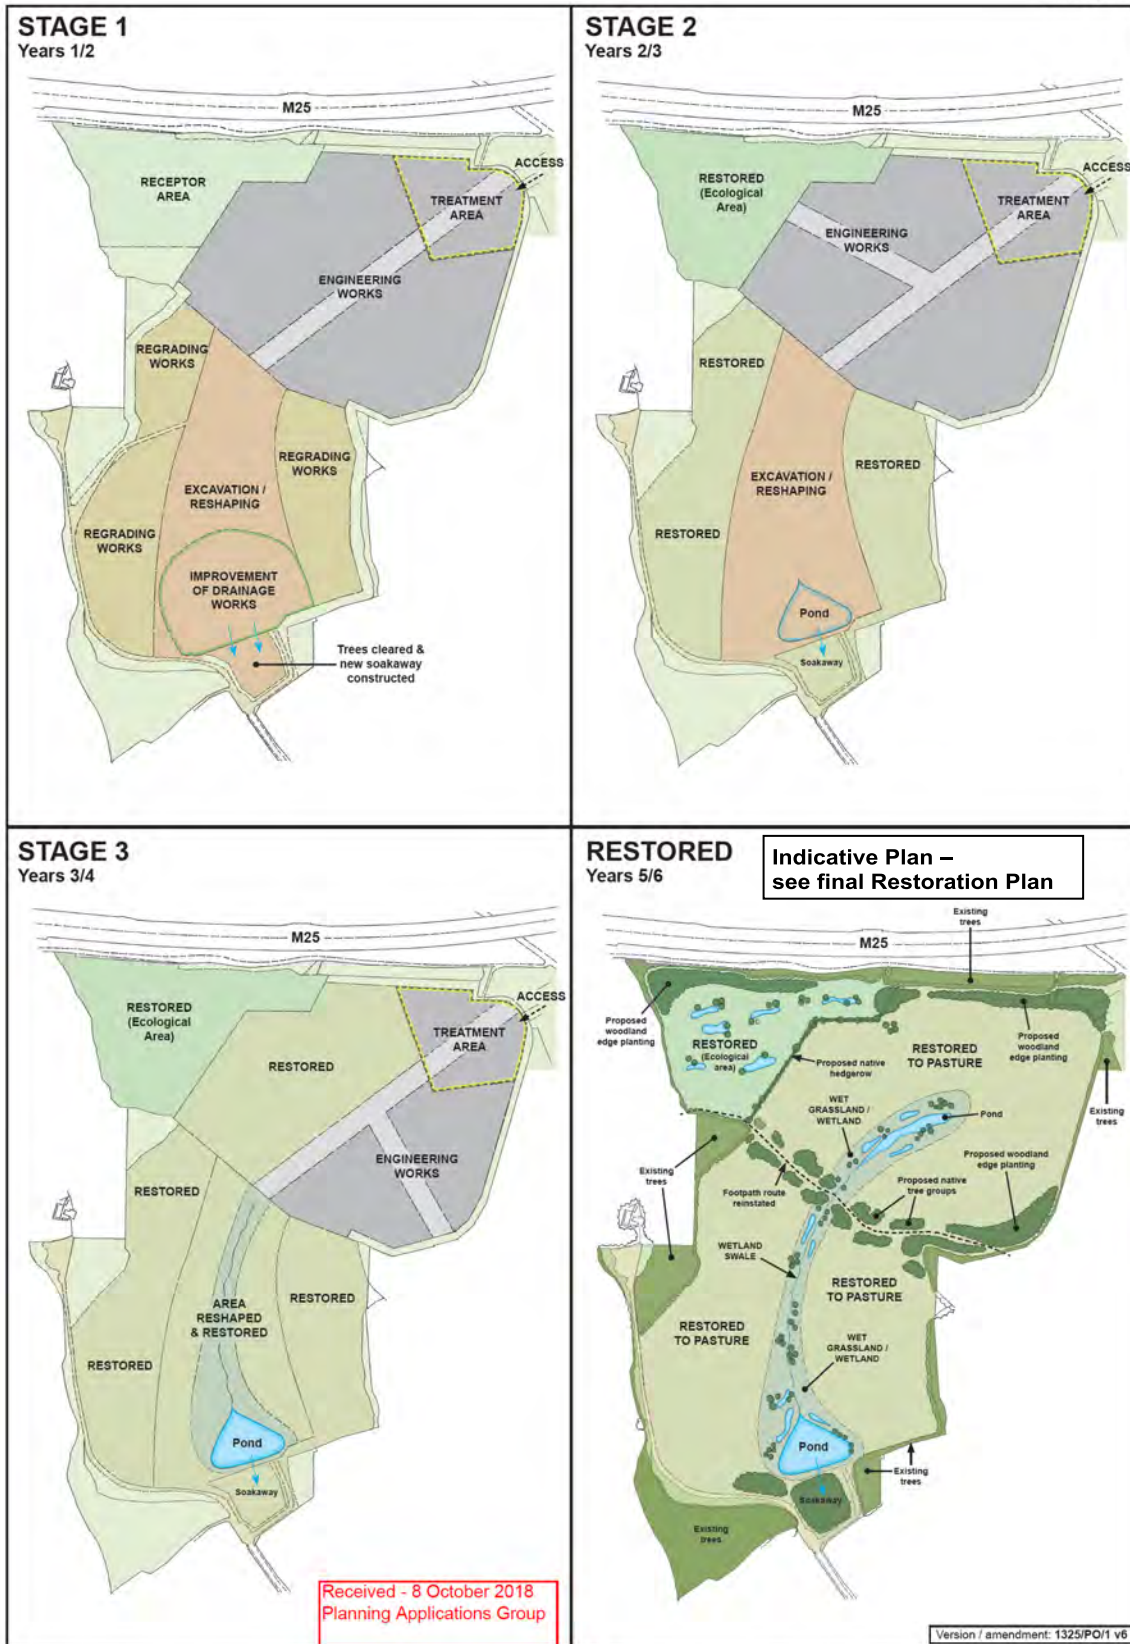 STAGE 1
Years 1/2
M25
RECEPTOR
AREA
ACCESS
TREATMENT
AREA
ENGINEERING
WORKS
REGRADING
WORKS
REGRADING
WORKS
EXCAVATION /
RESHAPING
REGRADING
WORKS
IMPROVEMENT
OF DRAINAGE
WORKS
Trees cleared &
new soakaway
constructed
STAGE 2
Years 2/3
M25
RESTORED
(Ecological
Area)
ACCESS
TREATMENT
AREA
ENGINEERING
WORKS
RESTORED
EXCAVATION /
RESHAPING
RESTORED
RESTORED
Pond
Soakaway
STAGE 3
Years 3/4
M25
RESTORED
(Ecological
Area)
ACCESS
TREATMENT
AREA
RESTORED
ENGINEERING
WORKS
RESTORED
AREA
RESHAPED
& RESTORED
RESTORED
RESTORED
Pond
Soakaway
Received - 8 October 2018
Planning Applications Group
RESTORED
Years 5/6
Indicative Plan –
see final Restoration Plan
Existing
trees
M25
Proposed
woodland
edge planting
RESTORED
(Ecological
area)
Proposed native
hedgerow
RESTORED
TO PASTURE
Proposed
woodland
edge planting
WET
GRASSLAND /
WETLAND
Pond
Existing
trees
Existing
trees
Footpath route
reinstated
Proposed native
tree groups
Proposed woodland
edge planting
WETLAND
SWALE
RESTORED
TO PASTURE
RESTORED
TO PASTURE
WET
GRASSLAND /
WETLAND
Pond
Existing
trees
Soakaway
Existing
trees
Version / amendment: 1325/PO/1 v6